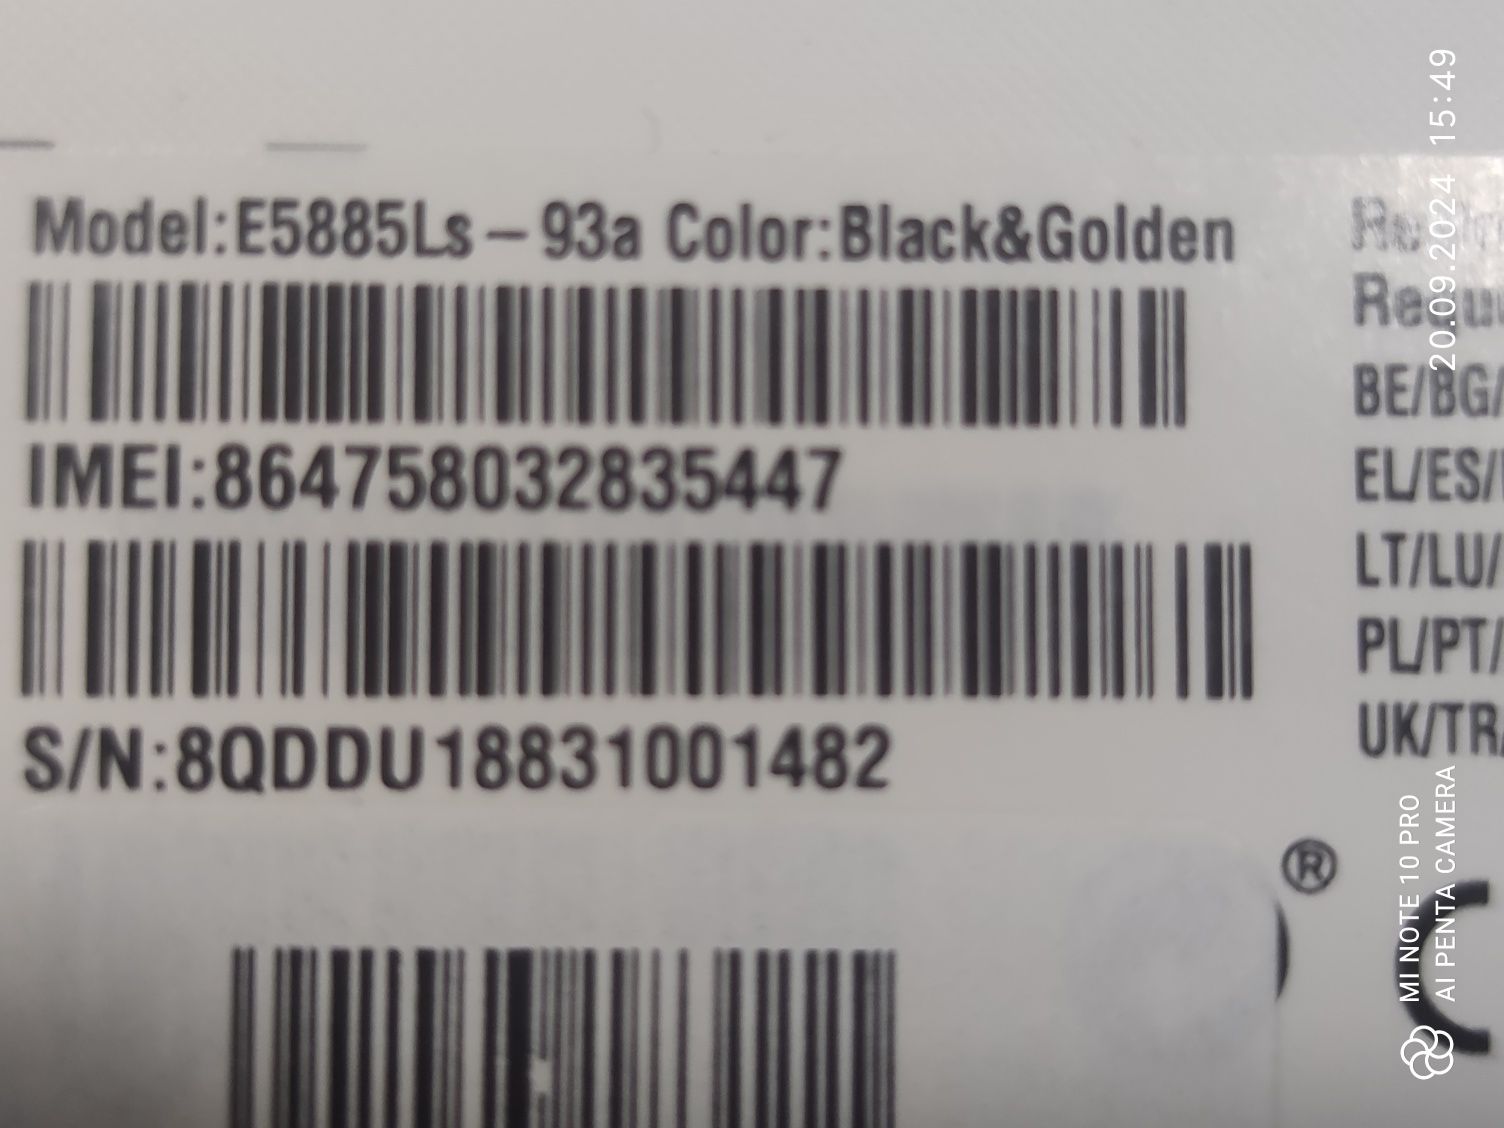 Model:E5885Ls – 93a Color:Black&Golden
IMEI:864758032835447
S/N:8QDDU18831001482
®
BE/BG/
EL/ES/
LT/LU/
PL/PT/
UK/TR/
20.09.2024 15:49
MI NOTE 10 PRO
AI PENTA CAMERA